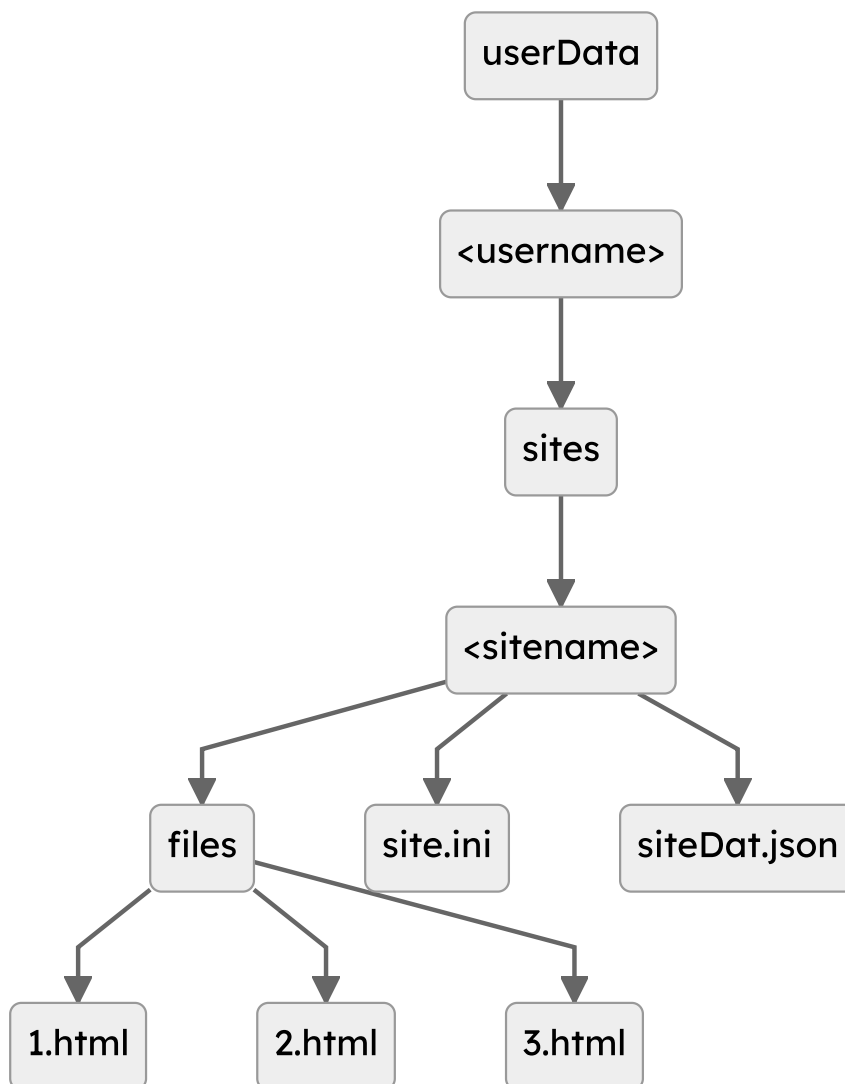 userData
<username>
sites
<sitename>
files
site.ini
siteDat.json
1.html
2.html
3.html